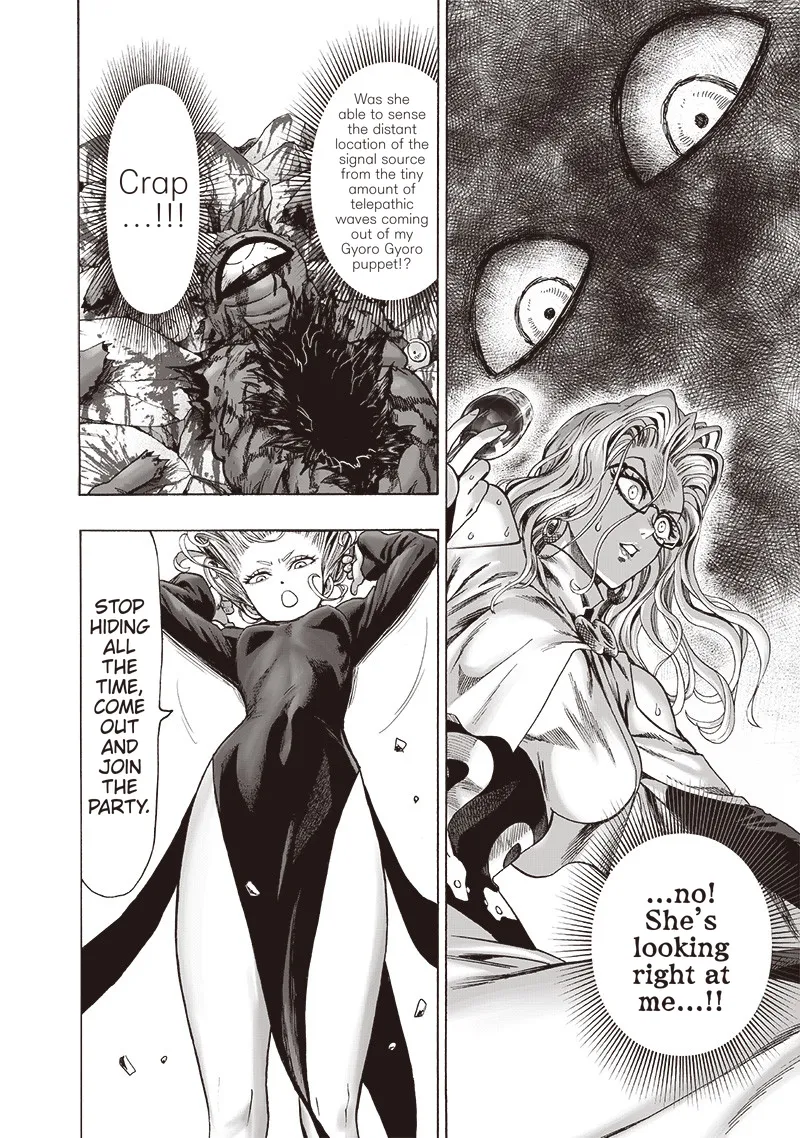 ...no!
She's
looking
right at
me...!!
Was she
able to sense
the distant
location of the
signal source
from the tiny
amount of
telepathic
waves coming
out of my
Gyoro Gyoro
puppet!?
Crap
...!!!
STOP
HIDING
ALL
THE
TIME,
COME
OUT
AND
JOIN
THE
PARTY.